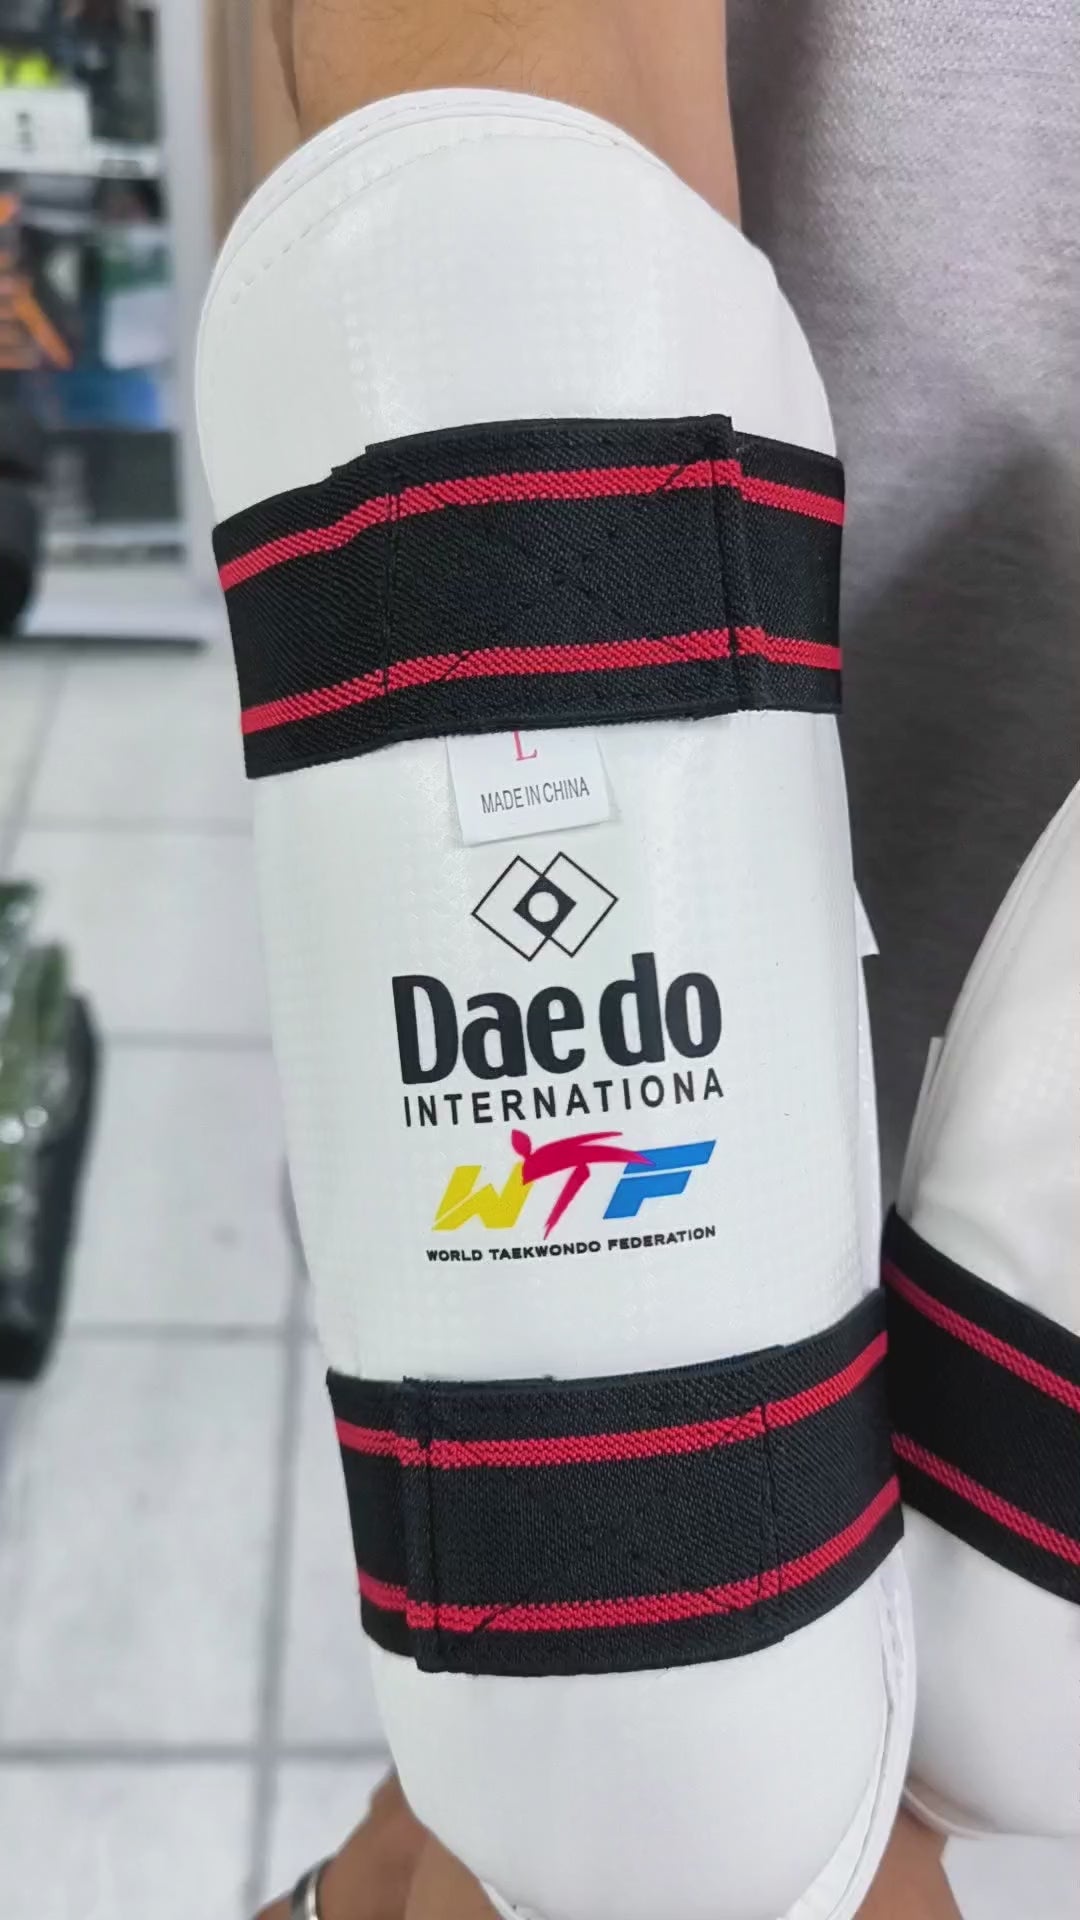 L
MADE IN CHINA
Daedo
INTERNATIONA
WTF
WORLD TAEKWONDO FEDERATION